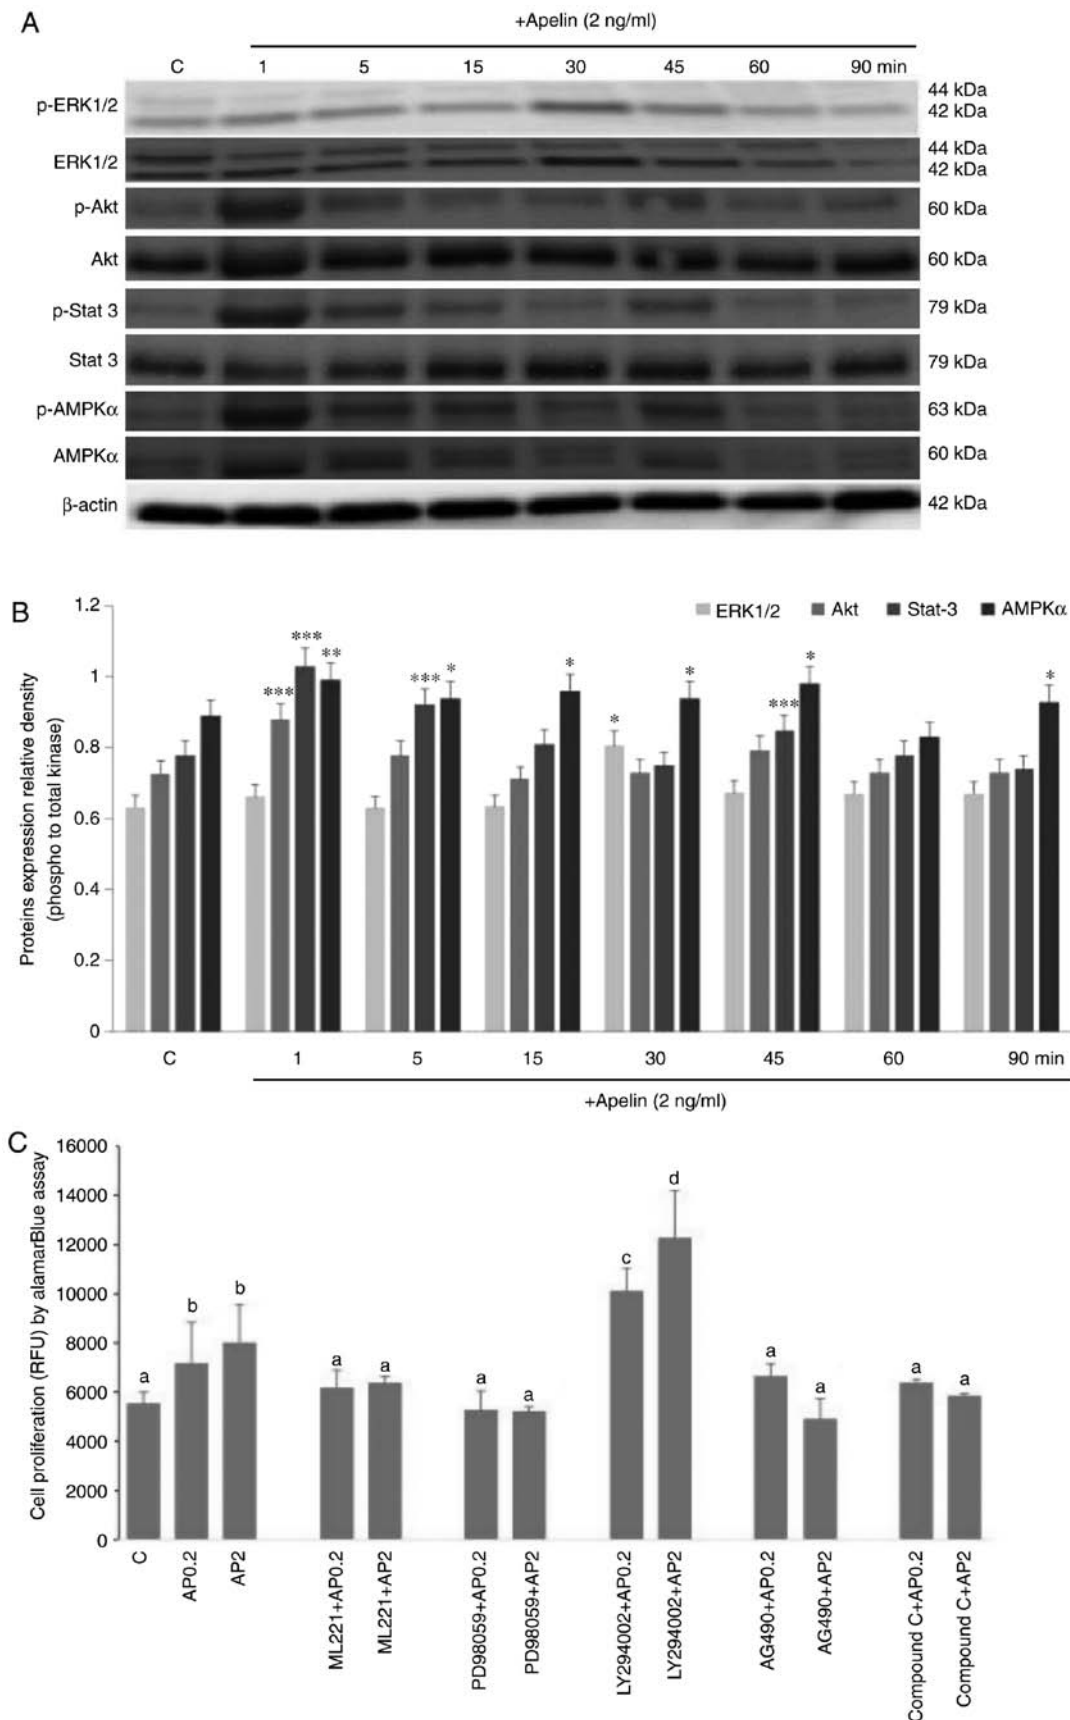 A
+Apelin (2 ng/ml)
C 1 5 15 30 45 60 90 min
p-ERK1/2 44 kDa
42 kDa
ERK1/2 44 kDa
42 kDa
p-Akt 60 kDa
Akt 60 kDa
p-Stat 3 79 kDa
Stat 3 79 kDa
p-AMPKα 63 kDa
AMPKα 60 kDa
β-actin 42 kDa
B
Proteins expression relative density
(phospho to total kinase)
ERK1/2 Akt Stat-3 AMPKα
1.2
1
0.8
0.6
0.4
0.2
0
*** *** **
*** *
*
* *
*** *
*
C 1 5 15 30 45 60 90 min
+Apelin (2 ng/ml)
C
Cell proliferation (RFU) by alamarBlue assay
16000
14000
12000
10000
8000
6000
4000
2000
0
a b b a a a a c d a a a a
C
AP0.2
AP2
ML221+AP0.2
ML221+AP2
PD98059+AP0.2
PD98059+AP2
LY294002+AP0.2
LY294002+AP2
AG490+AP0.2
AG490+AP2
Compound C+AP0.2
Compound C+AP2